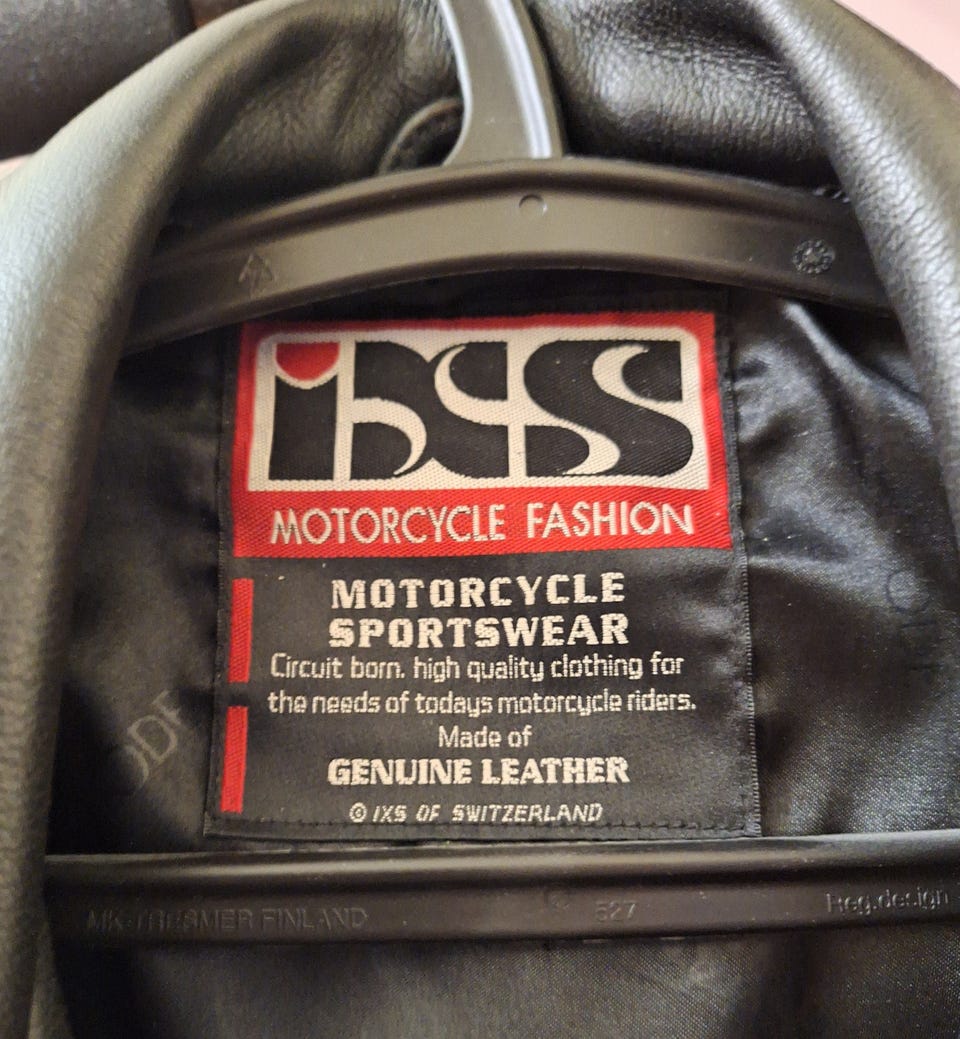 iXS
MOTORCYCLE FASHION
MOTORCYCLE
SPORTSWEAR
Circuit born. high quality clothing for
the needs of todays motorcycle riders.
Made of
GENUINE LEATHER
© IXS OF SWITZERLAND
MK-TRESMER FINLAND 527 Reg.design